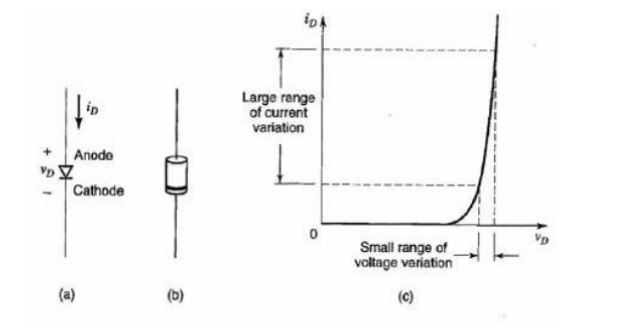 i_D
+
Anode
v_D
−
Cathode
(a)
(b)
i_D
Large range
of current
variation
0
Small range of
voltage variation
v_D
(c)